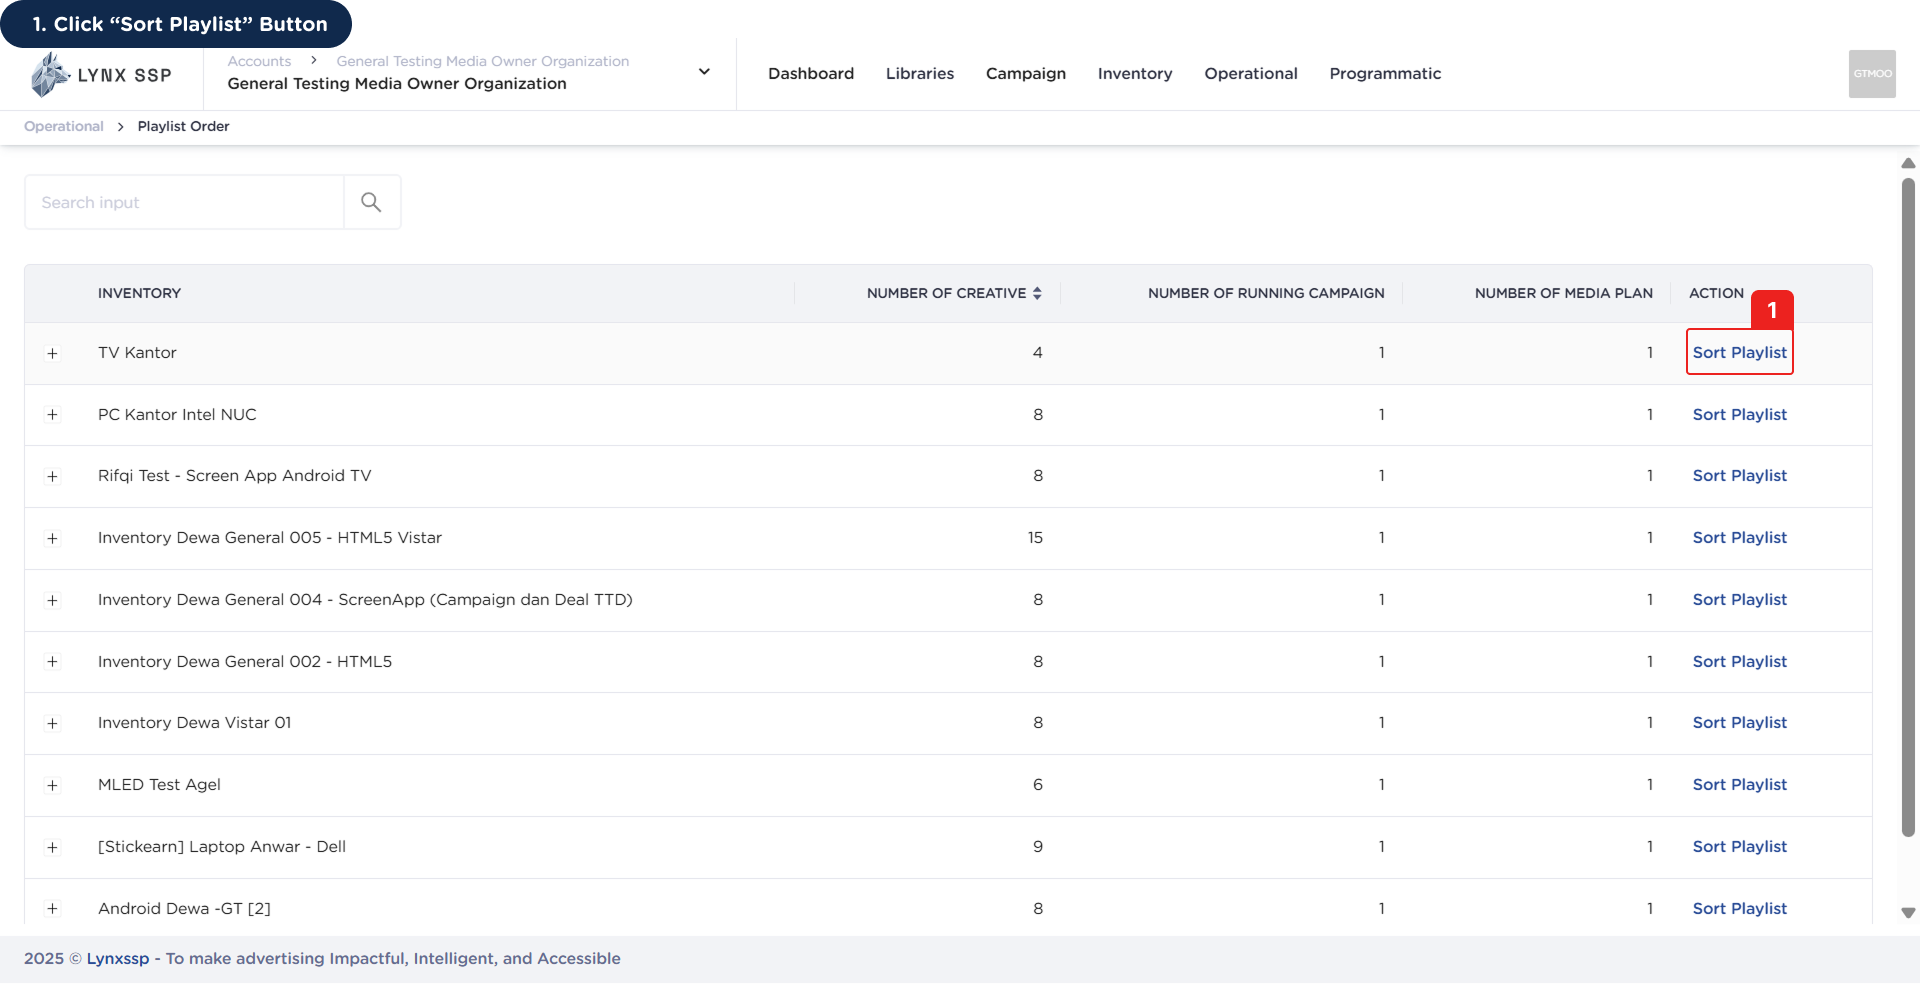 1. Click “Sort Playlist” Button
LYNX SSP
Accounts > General Testing Media Owner Organization
General Testing Media Owner Organization
Dashboard Libraries Campaign Inventory Operational Programmatic
GTMOO
Operational > Playlist Order
Search input
INVENTORY NUMBER OF CREATIVE NUMBER OF RUNNING CAMPAIGN NUMBER OF MEDIA PLAN ACTION
1
+ TV Kantor 4 1 1 Sort Playlist
+ PC Kantor Intel NUC 8 1 1 Sort Playlist
+ Rifqi Test - Screen App Android TV 8 1 1 Sort Playlist
+ Inventory Dewa General 005 - HTML5 Vistar 15 1 1 Sort Playlist
+ Inventory Dewa General 004 - ScreenApp (Campaign dan Deal TTD) 8 1 1 Sort Playlist
+ Inventory Dewa General 002 - HTML5 8 1 1 Sort Playlist
+ Inventory Dewa Vistar 01 8 1 1 Sort Playlist
+ MLED Test Agel 6 1 1 Sort Playlist
+ [Stickearn] Laptop Anwar - Dell 9 1 1 Sort Playlist
+ Android Dewa -GT [2] 8 1 1 Sort Playlist
2025 © Lynxssp - To make advertising Impactful, Intelligent, and Accessible